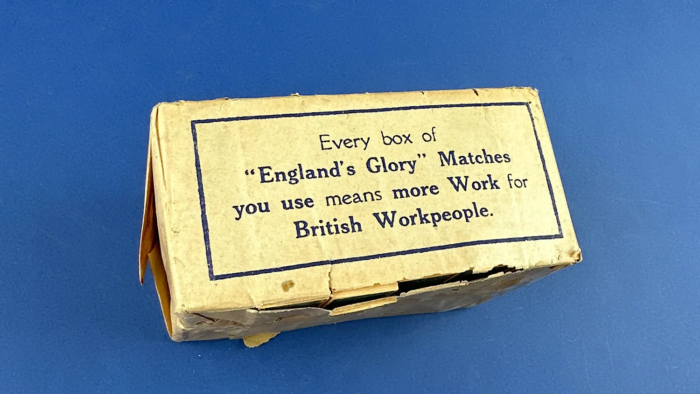 Every box of
“England's Glory” Matches
you use means more Work for
British Workpeople.